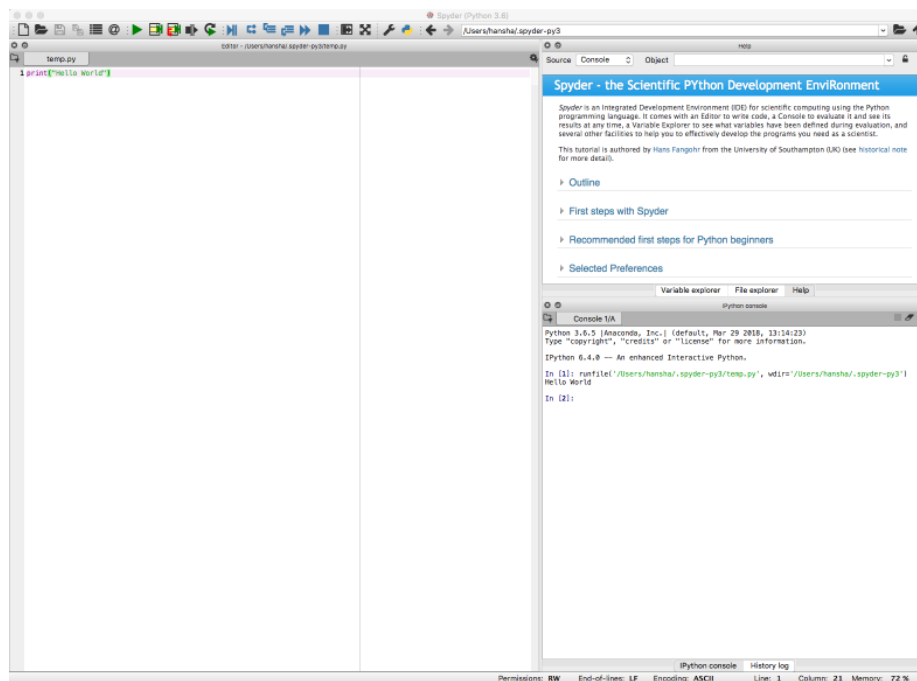 Spyder (Python 3.6)
/Users/hansha/.spyder-py3
Editor - /Users/hansha/.spyder-py3/temp.py
temp.py
1 print("Hello World")
Help
Source Console Object
Spyder - the Scientific PYthon Development EnviRonment
Spyder is an Integrated Development Environment (IDE) for scientific computing using the Python
programming language. It comes with an Editor to write code, a Console to evaluate it and see its
results at any time, a Variable Explorer to see what variables have been defined during evaluation, and
several other facilities to help you to effectively develop the programs you need as a scientist.
This tutorial is authored by Hans Fangohr from the University of Southampton (UK) (see historical note
for more detail).
Outline
First steps with Spyder
Recommended first steps for Python beginners
Selected Preferences
Variable explorer File explorer Help
IPython console
Console 1/A
Python 3.6.5 |Anaconda, Inc.| (default, Mar 29 2018, 13:14:23)
Type "copyright", "credits" or "license" for more information.
IPython 6.4.0 -- An enhanced Interactive Python.
In [1]: runfile('/Users/hansha/.spyder-py3/temp.py', wdir='/Users/hansha/.spyder-py3')
Hello World
In [2]:
IPython console History log
Permissions: RW End-of-lines: LF Encoding: ASCII Line: 1 Column: 21 Memory: 72 %